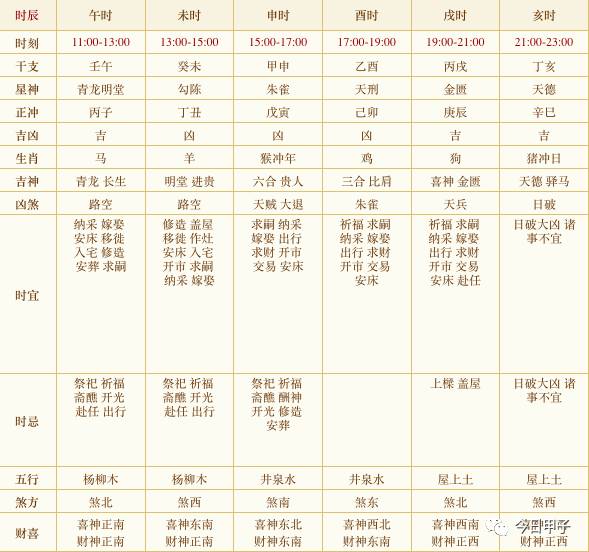 时辰 午时 未时 申时 酉时 戌时 亥时
时刻 11:00-13:00 13:00-15:00 15:00-17:00 17:00-19:00 19:00-21:00 21:00-23:00
干支 壬午 癸未 甲申 乙酉 丙戌 丁亥
星神 青龙明堂 勾陈 朱雀 天刑 金匮 天德
正冲 丙子 丁丑 戊寅 己卯 庚辰 辛巳
吉凶 吉 凶 凶 凶 吉 吉
生肖 马 羊 猴冲年 鸡 狗 猪冲日
吉神 青龙 长生 明堂 进贵 六合 贵人 三合 比肩 喜神 金匮 天德 驿马
凶煞 路空 路空 天贼 大退 朱雀 天兵 日破
时宜
纳采 嫁娶
安床 移徙
入宅 修造
安葬 求嗣
修造 盖屋
移徙 作灶
安床 入宅
开市 求嗣
纳采 嫁娶
求嗣 纳采
嫁娶 出行
求财 开市
交易 安床
祈福 求嗣
纳采 嫁娶
出行 求财
开市 交易
安床
祈福 求嗣
纳采 嫁娶
出行 求财
开市 交易
安床 赴任
日破大凶 诸
事不宜
时忌
祭祀 祈福
斋醮 开光
赴任 出行
祭祀 祈福
斋醮 开光
赴任 出行
祭祀 祈福
斋醮 酬神
开光 修造
安葬
上樑 盖屋
日破大凶 诸
事不宜
五行 杨柳木 杨柳木 井泉水 井泉水 屋上土 屋上土
煞方 煞北 煞西 煞南 煞东 煞北 煞西
财喜
喜神正南 喜神东南 喜神东北 喜神西北 喜神西南 喜神正南
财神正南 财神正南 财神东南 财神东南 财神正西 财神正西
今日甲子